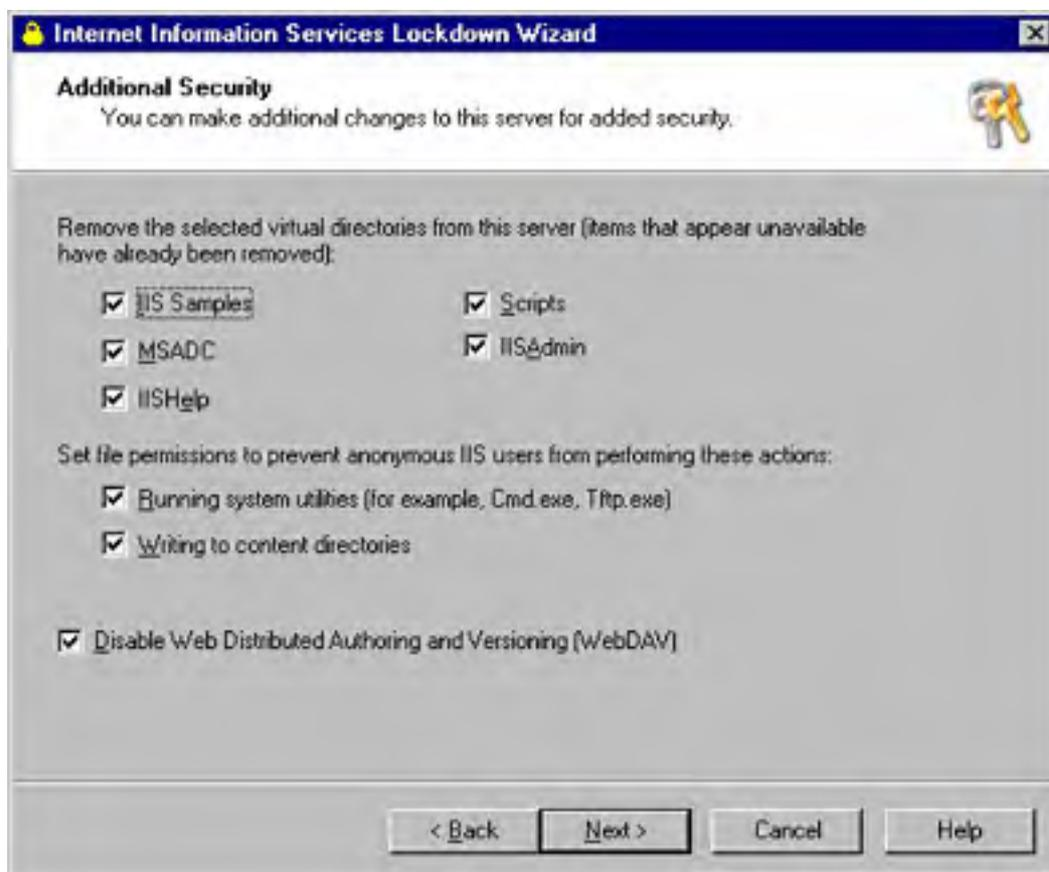 Internet Information Services Lockdown Wizard
Additional Security
You can make additional changes to this server for added security.
Remove the selected virtual directories from this server (items that appear unavailable
have already been removed):
IIS Samples
Scripts
MSADC
IISAdmin
IISHelp
Set file permissions to prevent anonymous IIS users from performing these actions:
Running system utilities (for example, Cmd.exe, Tftp.exe)
Writing to content directories
Disable Web Distributed Authoring and Versioning (WebDAV)
< Back
Next >
Cancel
Help